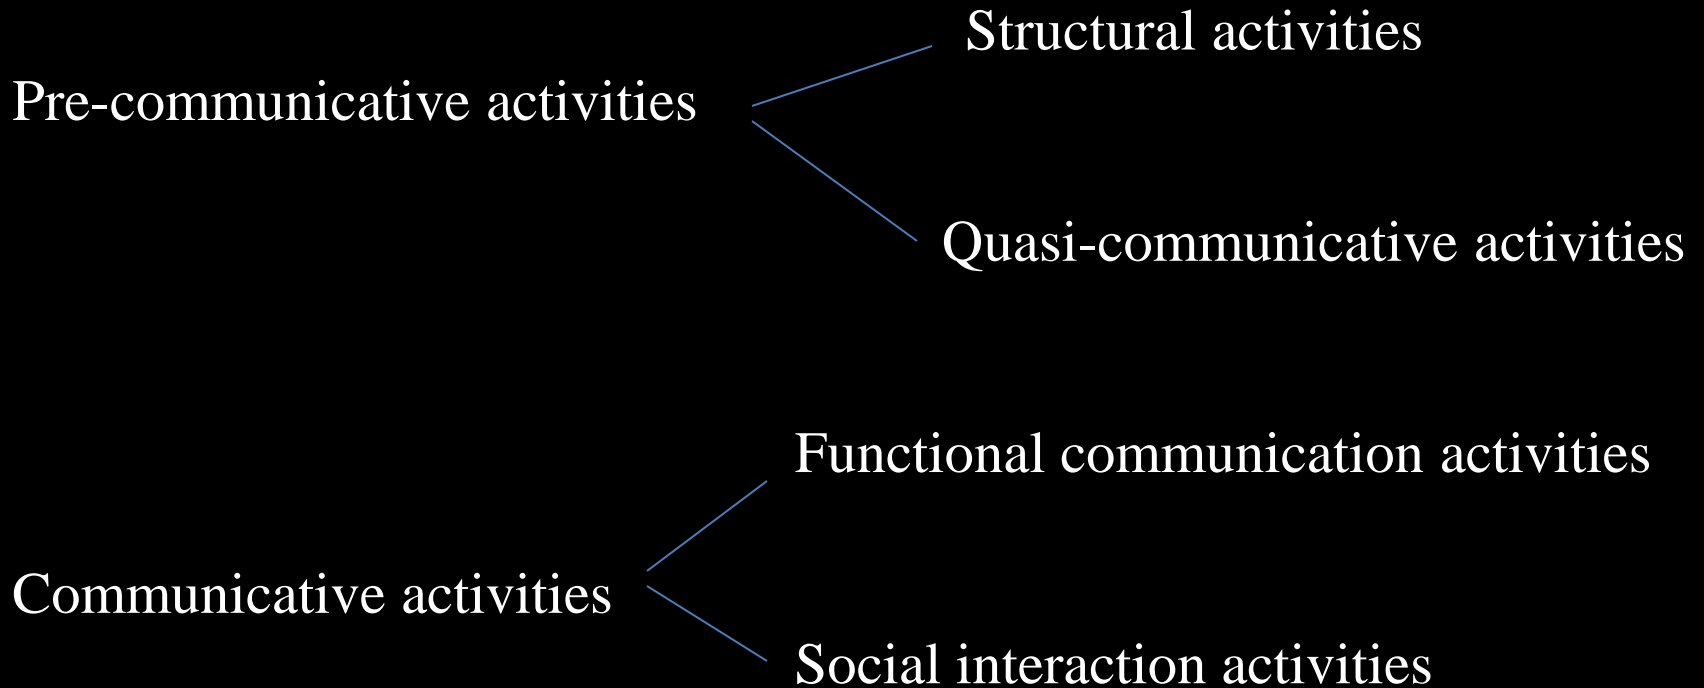 Structural activities
Pre-communicative activities
Quasi-communicative activities
Functional communication activities
Communicative activities
Social interaction activities